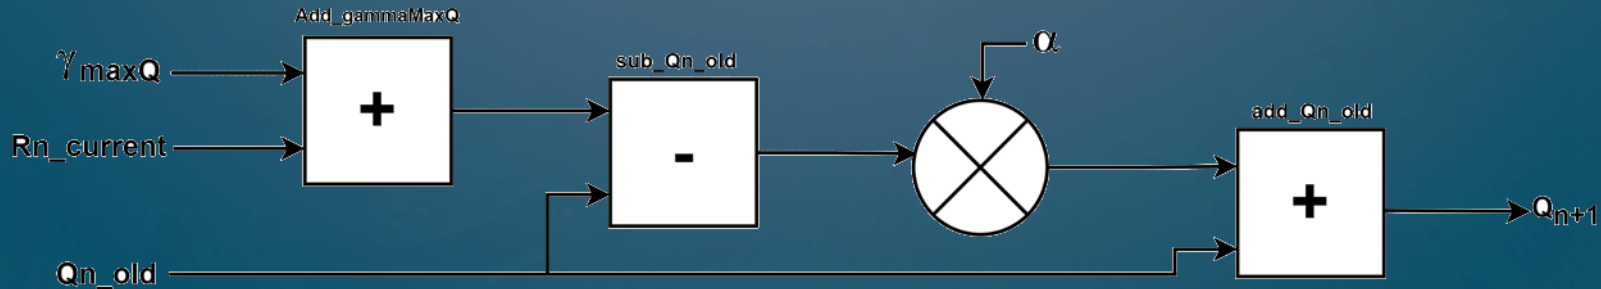 Add_gammaMaxQ
γmaxQ
+
Rn_current
sub_Qn_old
-
α
add_Qn_old
+
Qn+1
Qn_old